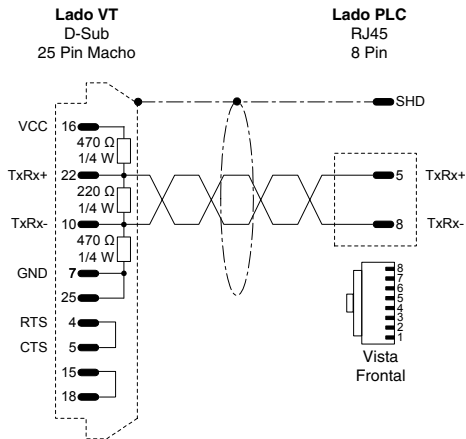 Lado VT
D-Sub
25 Pin Macho
Lado PLC
RJ45
8 Pin
SHD
VCC 16
470 Ω
1/4 W
TxRx+ 22
5 TxRx+
220 Ω
1/4 W
TxRx- 10
8 TxRx-
470 Ω
1/4 W
GND 7
25
RTS 4
CTS 5
15
18
8
7
6
5
4
3
2
1
Vista
Frontal